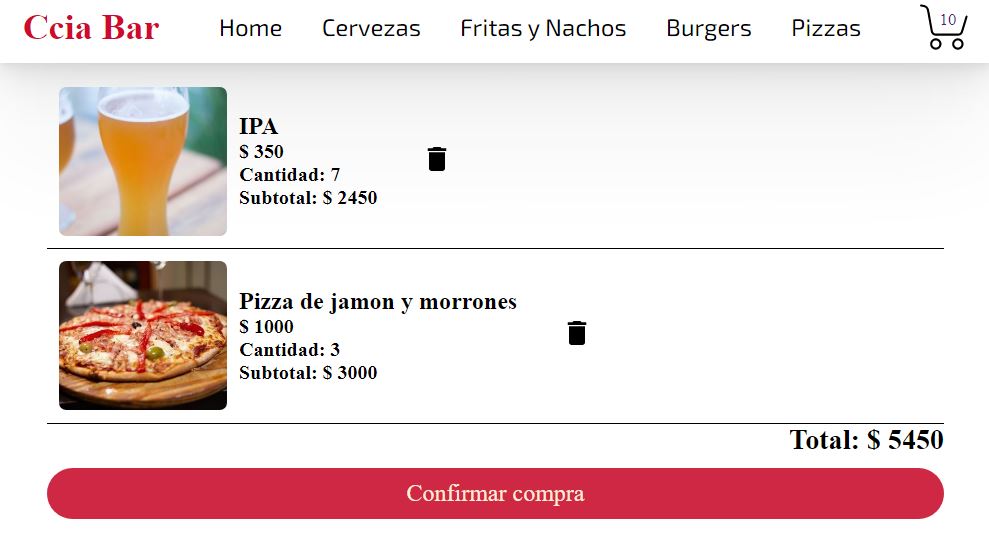 Ccia Bar
Home
Cervezas
Fritas y Nachos
Burgers
Pizzas
10
IPA
$ 350
Cantidad: 7
Subtotal: $ 2450
Pizza de jamon y morrones
$ 1000
Cantidad: 3
Subtotal: $ 3000
Total: $ 5450
Confirmar compra